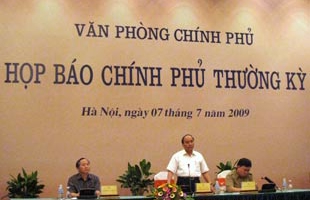 VĂN PHÒNG CHÍNH PHỦ
HỌP BÁO CHÍNH PHỦ THƯỜNG KỲ
Hà Nội, ngày 07 tháng 7 năm 2009